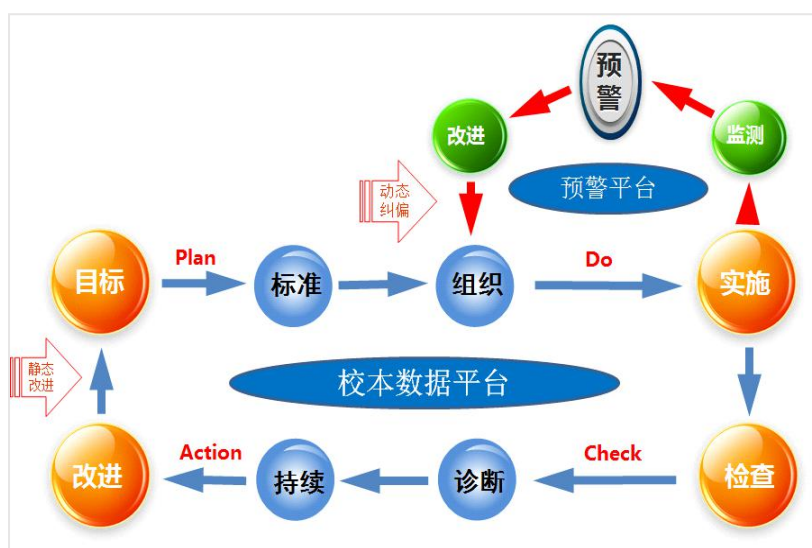 预
警
改进
监测
动态
纠偏
预警平台
Plan
Do
目标
标准
组织
实施
静态
改进
校本数据平台
Action
Check
改进
持续
诊断
检查